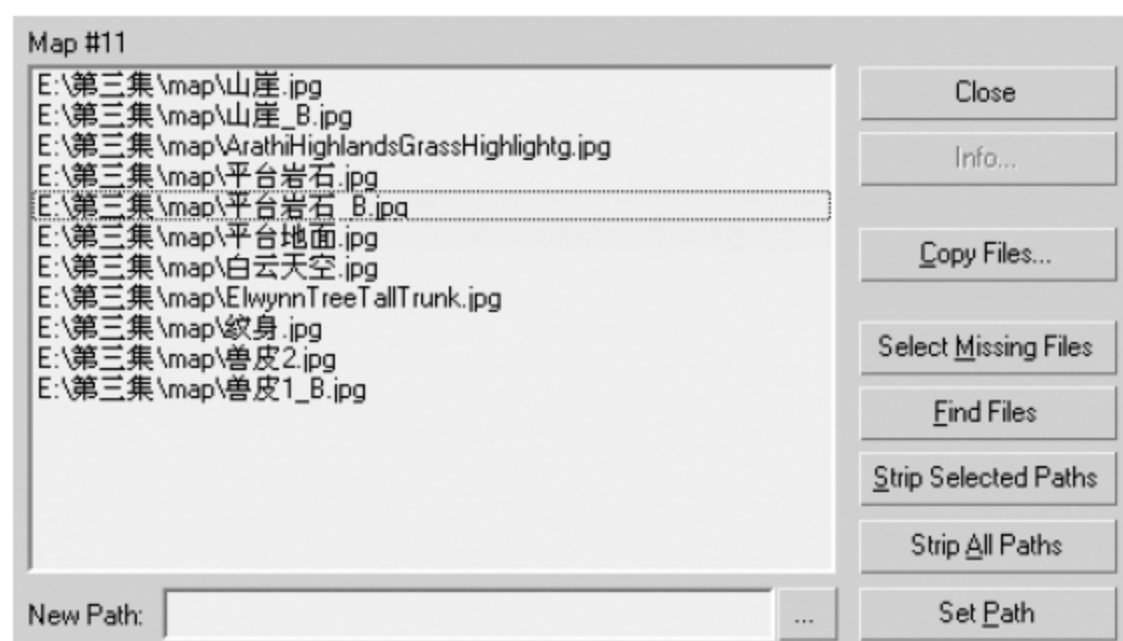 Map #11
E:\第三集\map\山崖.jpg
E:\第三集\map\山崖_B.jpg
E:\第三集\map\ArathiHighlandsGrassHighlightg.jpg
E:\第三集\map\平台岩石.jpg
E:\第三集\map\平台岩石_B.jpg
E:\第三集\map\平台地面.jpg
E:\第三集\map\白云天空.jpg
E:\第三集\map\ElwynnTreeTallTrunk.jpg
E:\第三集\map\纹身.jpg
E:\第三集\map\兽皮2.jpg
E:\第三集\map\兽皮1_B.jpg
Close
Info...
Copy Files...
Select Missing Files
Find Files
Strip Selected Paths
Strip All Paths
New Path:
...
Set Path